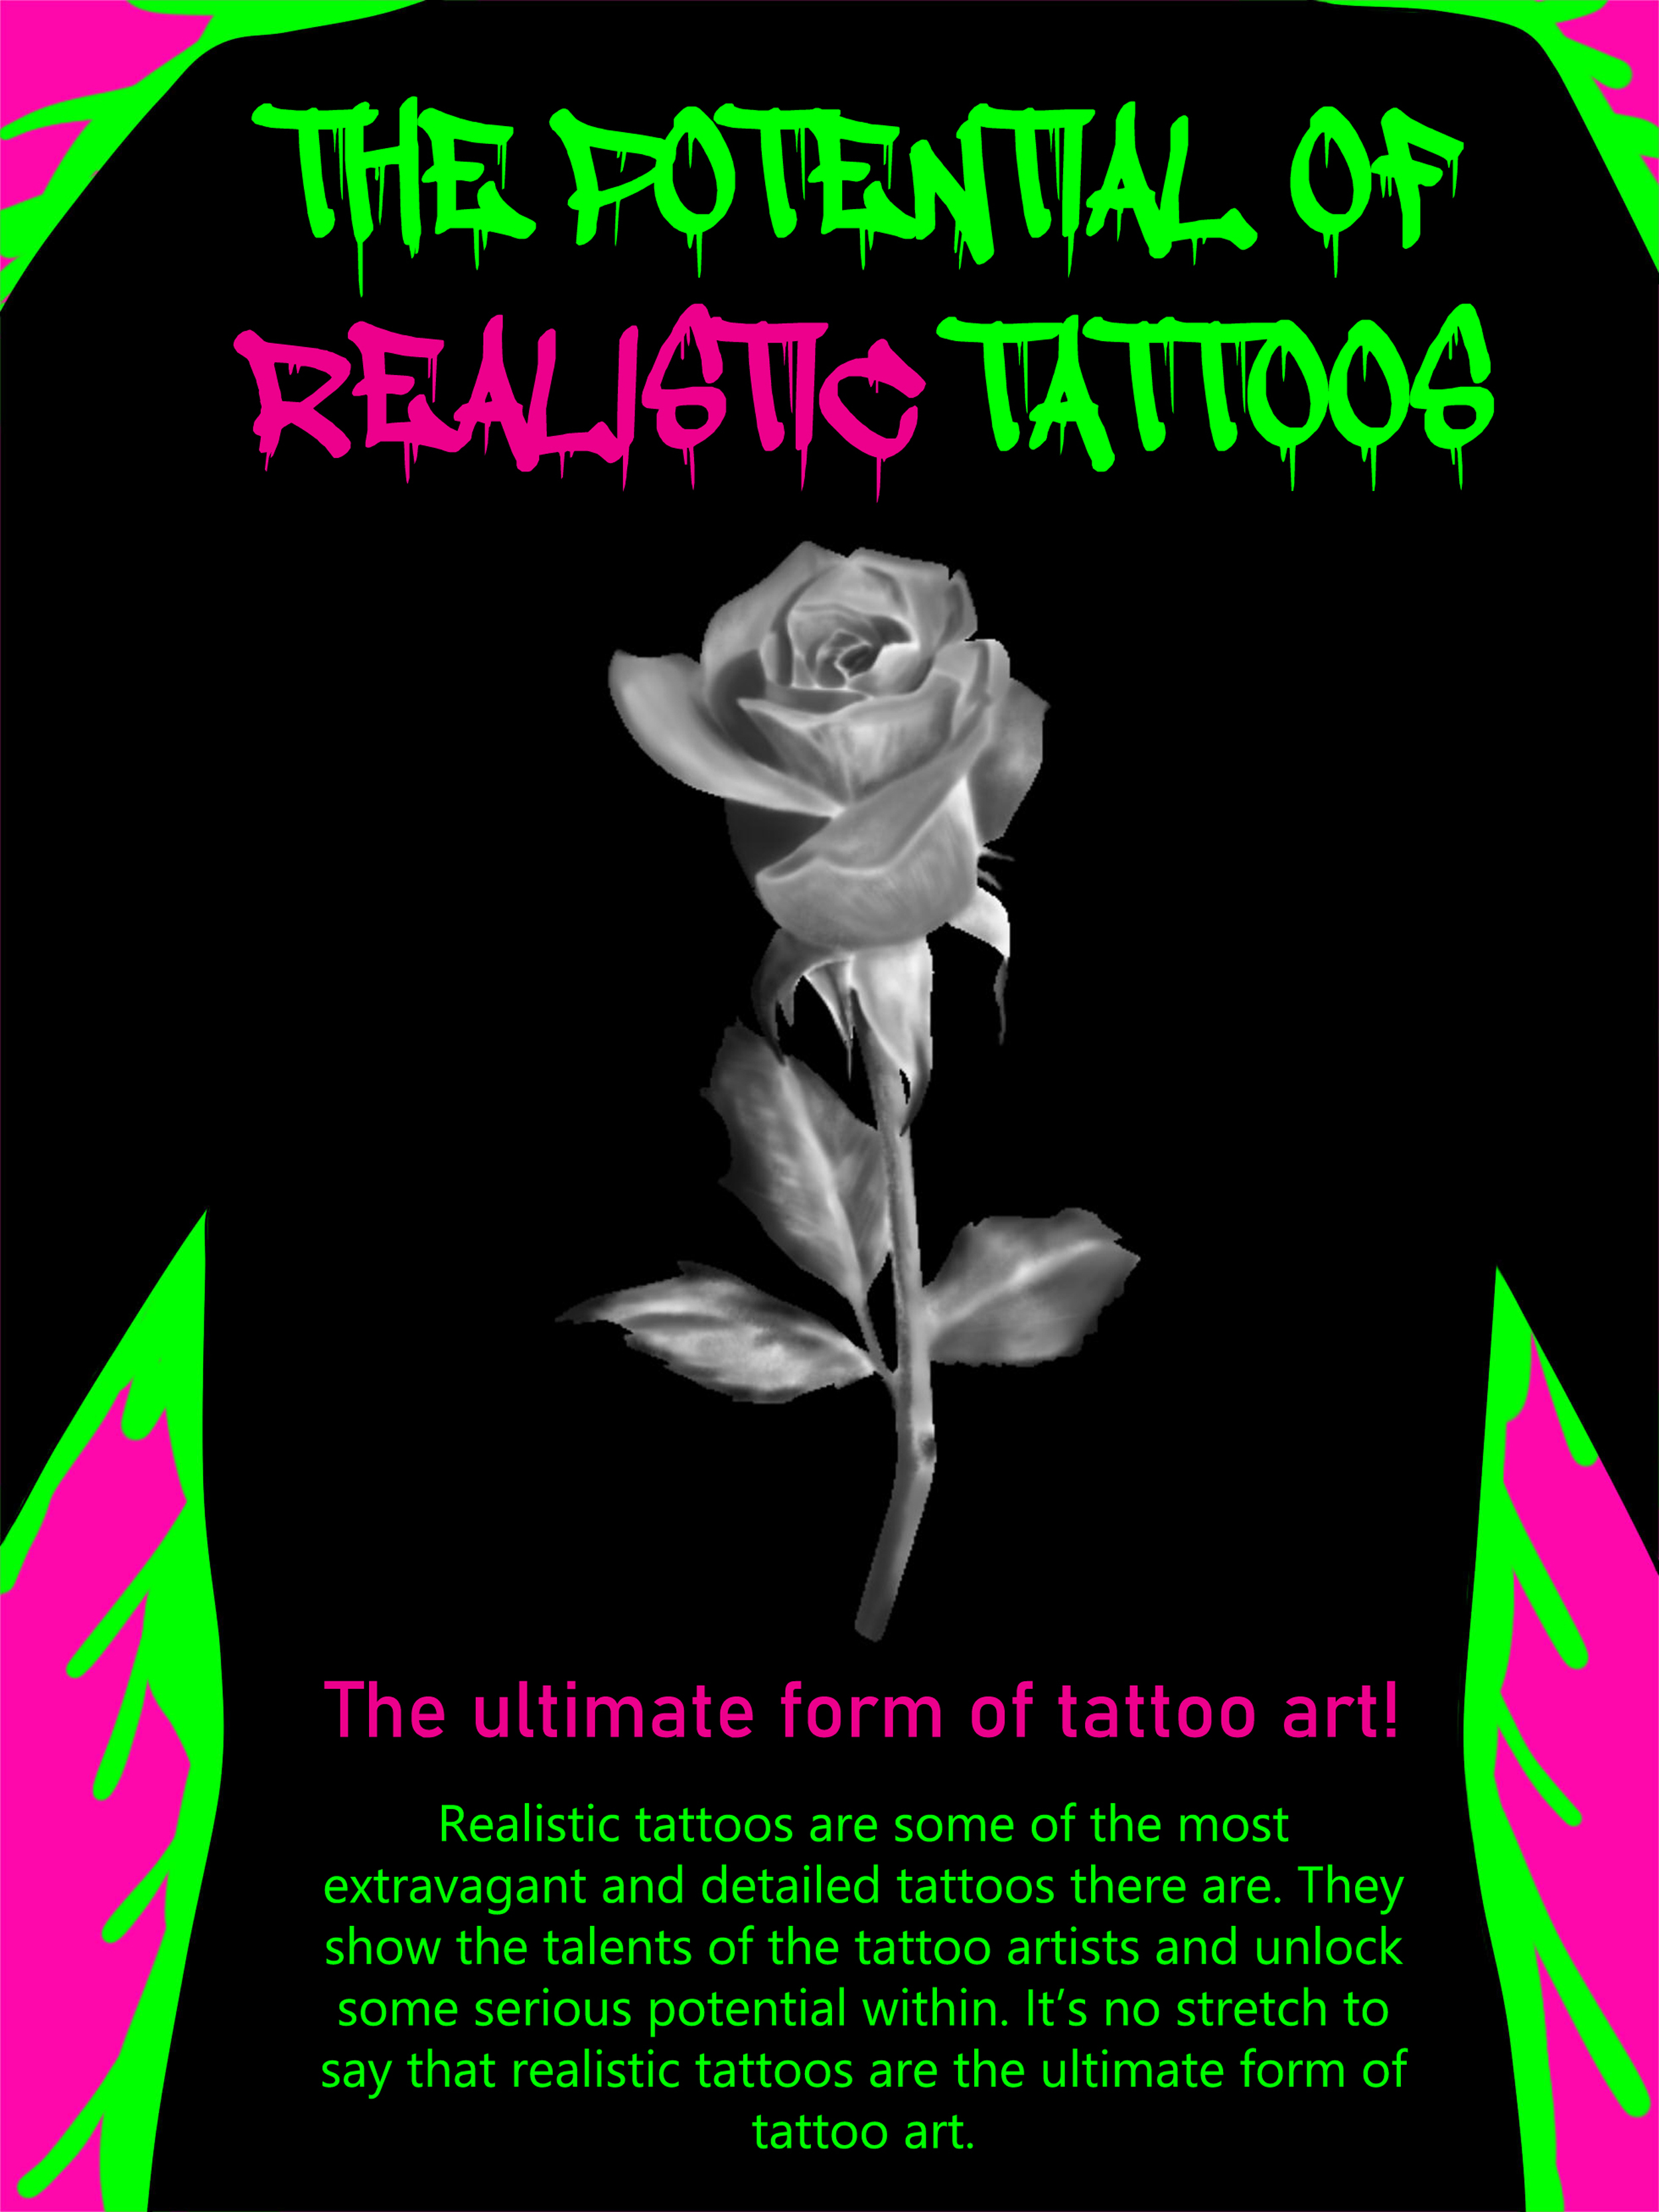 THE POTENTIAL OF
REALISTIC TATTOOS
The ultimate form of tattoo art!
Realistic tattoos are some of the most
extravagant and detailed tattoos there are. They
show the talents of the tattoo artists and unlock
some serious potential within. It’s no stretch to
say that realistic tattoos are the ultimate form of
tattoo art.